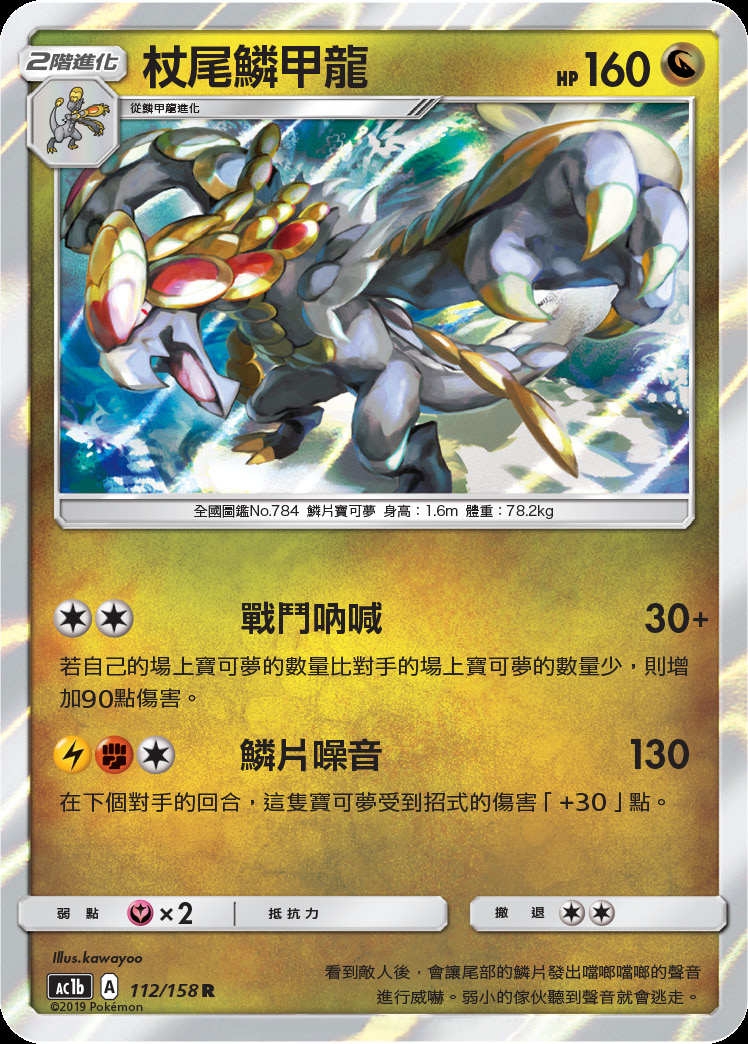 2階進化
杖尾鱗甲龍
HP 160
從鱗甲龍進化
全國圖鑑No.784 鱗片寶可夢 身高：1.6m 體重：78.2kg
戰鬥吶喊 30+
若自己的場上寶可夢的數量比對手的場上寶可夢的數量少，則增
加90點傷害。
鱗片噪音 130
在下個對手的回合，這隻寶可夢受到招式的傷害「+30」點。
弱點 ×2 抵抗力 撤退
Illus.kawayoo
AC1b A 112/158 R
©2019 Pokémon
看到敵人後，會讓尾部的鱗片發出噹啷噹啷的聲音
進行威嚇。弱小的傢伙聽到聲音就會逃走。